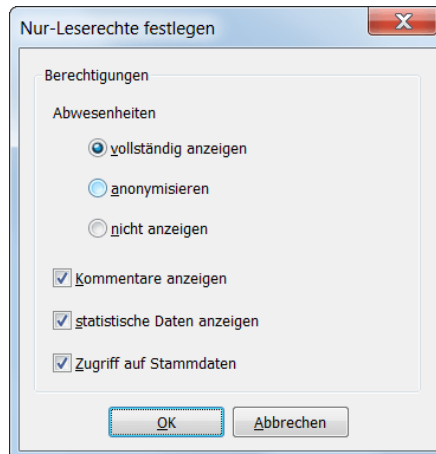 Nur-Leserechte festlegen
Berechtigungen
Abwesenheiten
vollständig anzeigen
anonymisieren
nicht anzeigen
Kommentare anzeigen
statistische Daten anzeigen
Zugriff auf Stammdaten
OK Abbrechen